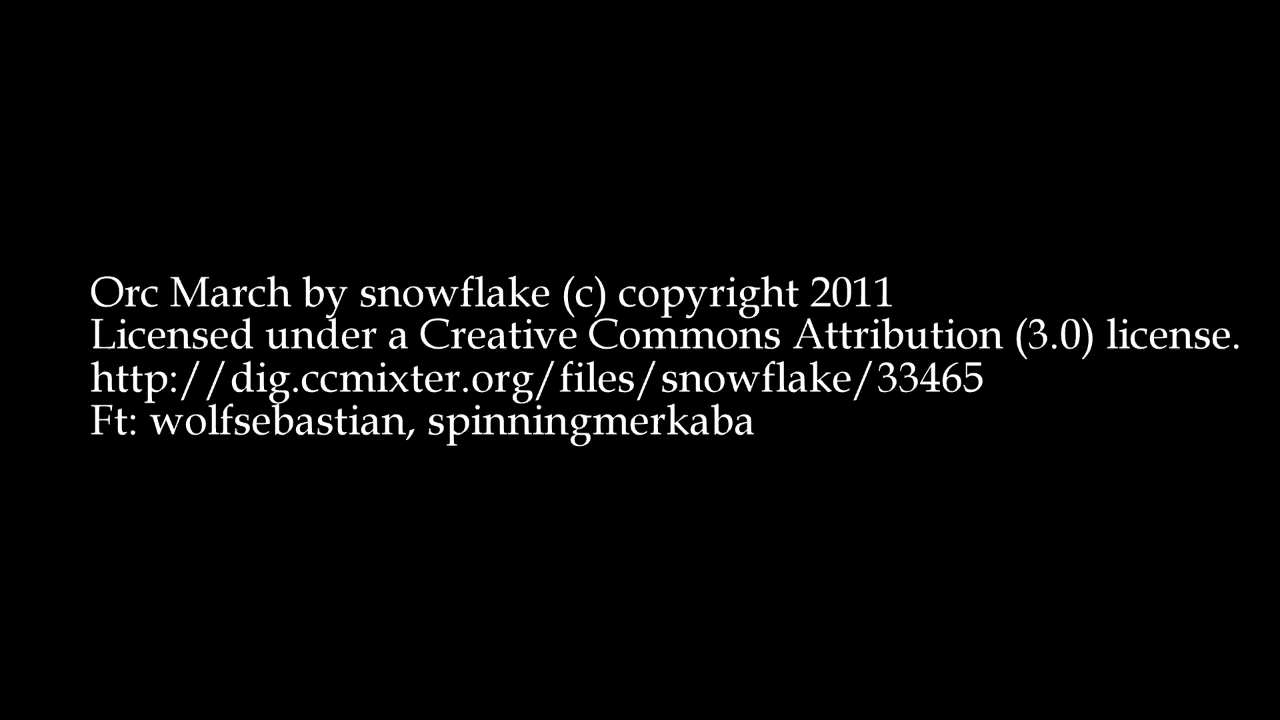 Orc March by snowflake (c) copyright 2011
Licensed under a Creative Commons Attribution (3.0) license.
http://dig.ccmixter.org/files/snowflake/33465
Ft: wolfsebastian, spinningmerkaba